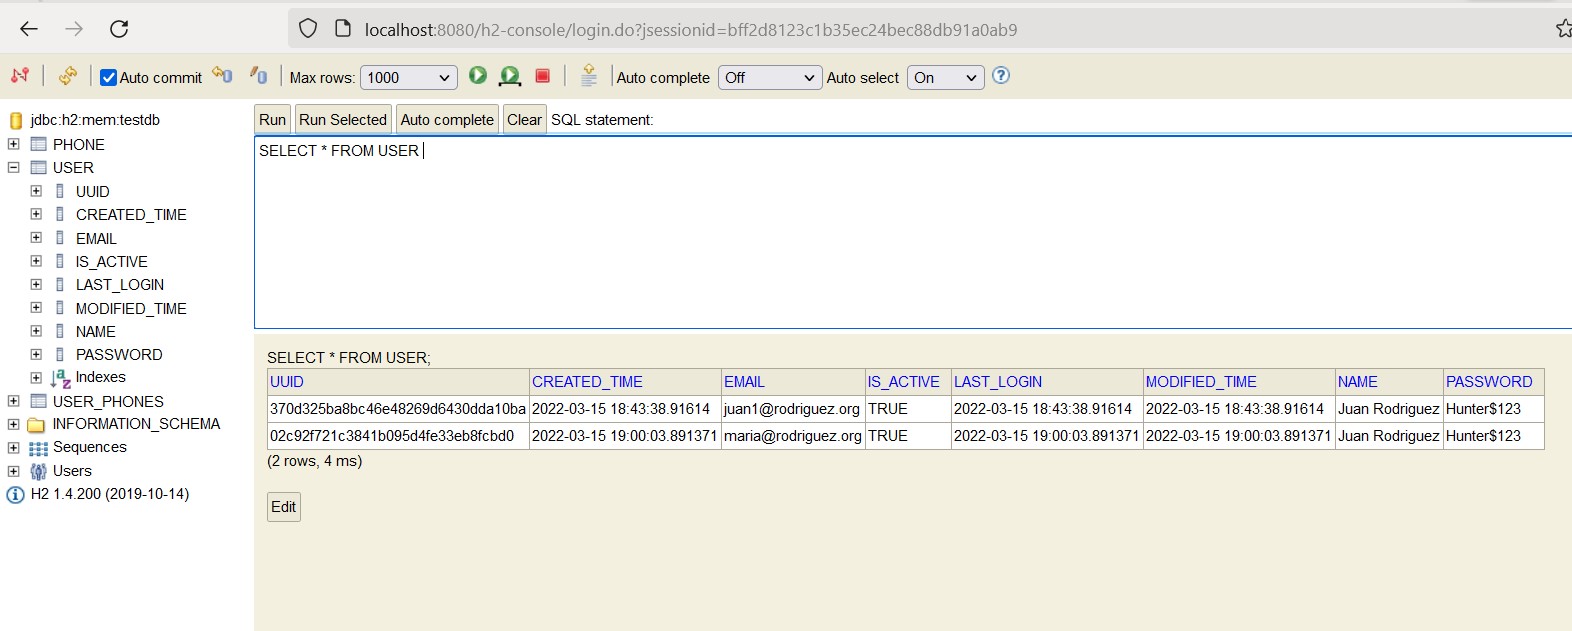 localhost:8080/h2-console/login.do?jsessionid=bff2d8123c1b35ec24bec88db91a0ab9
Auto commit Max rows: 1000 Auto complete Off Auto select On ?
jdbc:h2:mem:testdb
PHONE
USER
UUID
CREATED_TIME
EMAIL
IS_ACTIVE
LAST_LOGIN
MODIFIED_TIME
NAME
PASSWORD
Indexes
USER_PHONES
INFORMATION_SCHEMA
Sequences
Users
H2 1.4.200 (2019-10-14)
Run Run Selected Auto complete Clear SQL statement:
SELECT * FROM USER
SELECT * FROM USER;
UUID CREATED_TIME EMAIL IS_ACTIVE LAST_LOGIN MODIFIED_TIME NAME PASSWORD
370d325ba8bc46e48269d6430dda10ba 2022-03-15 18:43:38.91614 juan1@rodriguez.org TRUE 2022-03-15 18:43:38.91614 2022-03-15 18:43:38.91614 Juan Rodriguez Hunter$123
02c92f721c3841b095d4fe33eb8fcbd0 2022-03-15 19:00:03.891371 maria@rodriguez.org TRUE 2022-03-15 19:00:03.891371 2022-03-15 19:00:03.891371 Juan Rodriguez Hunter$123
(2 rows, 4 ms)
Edit